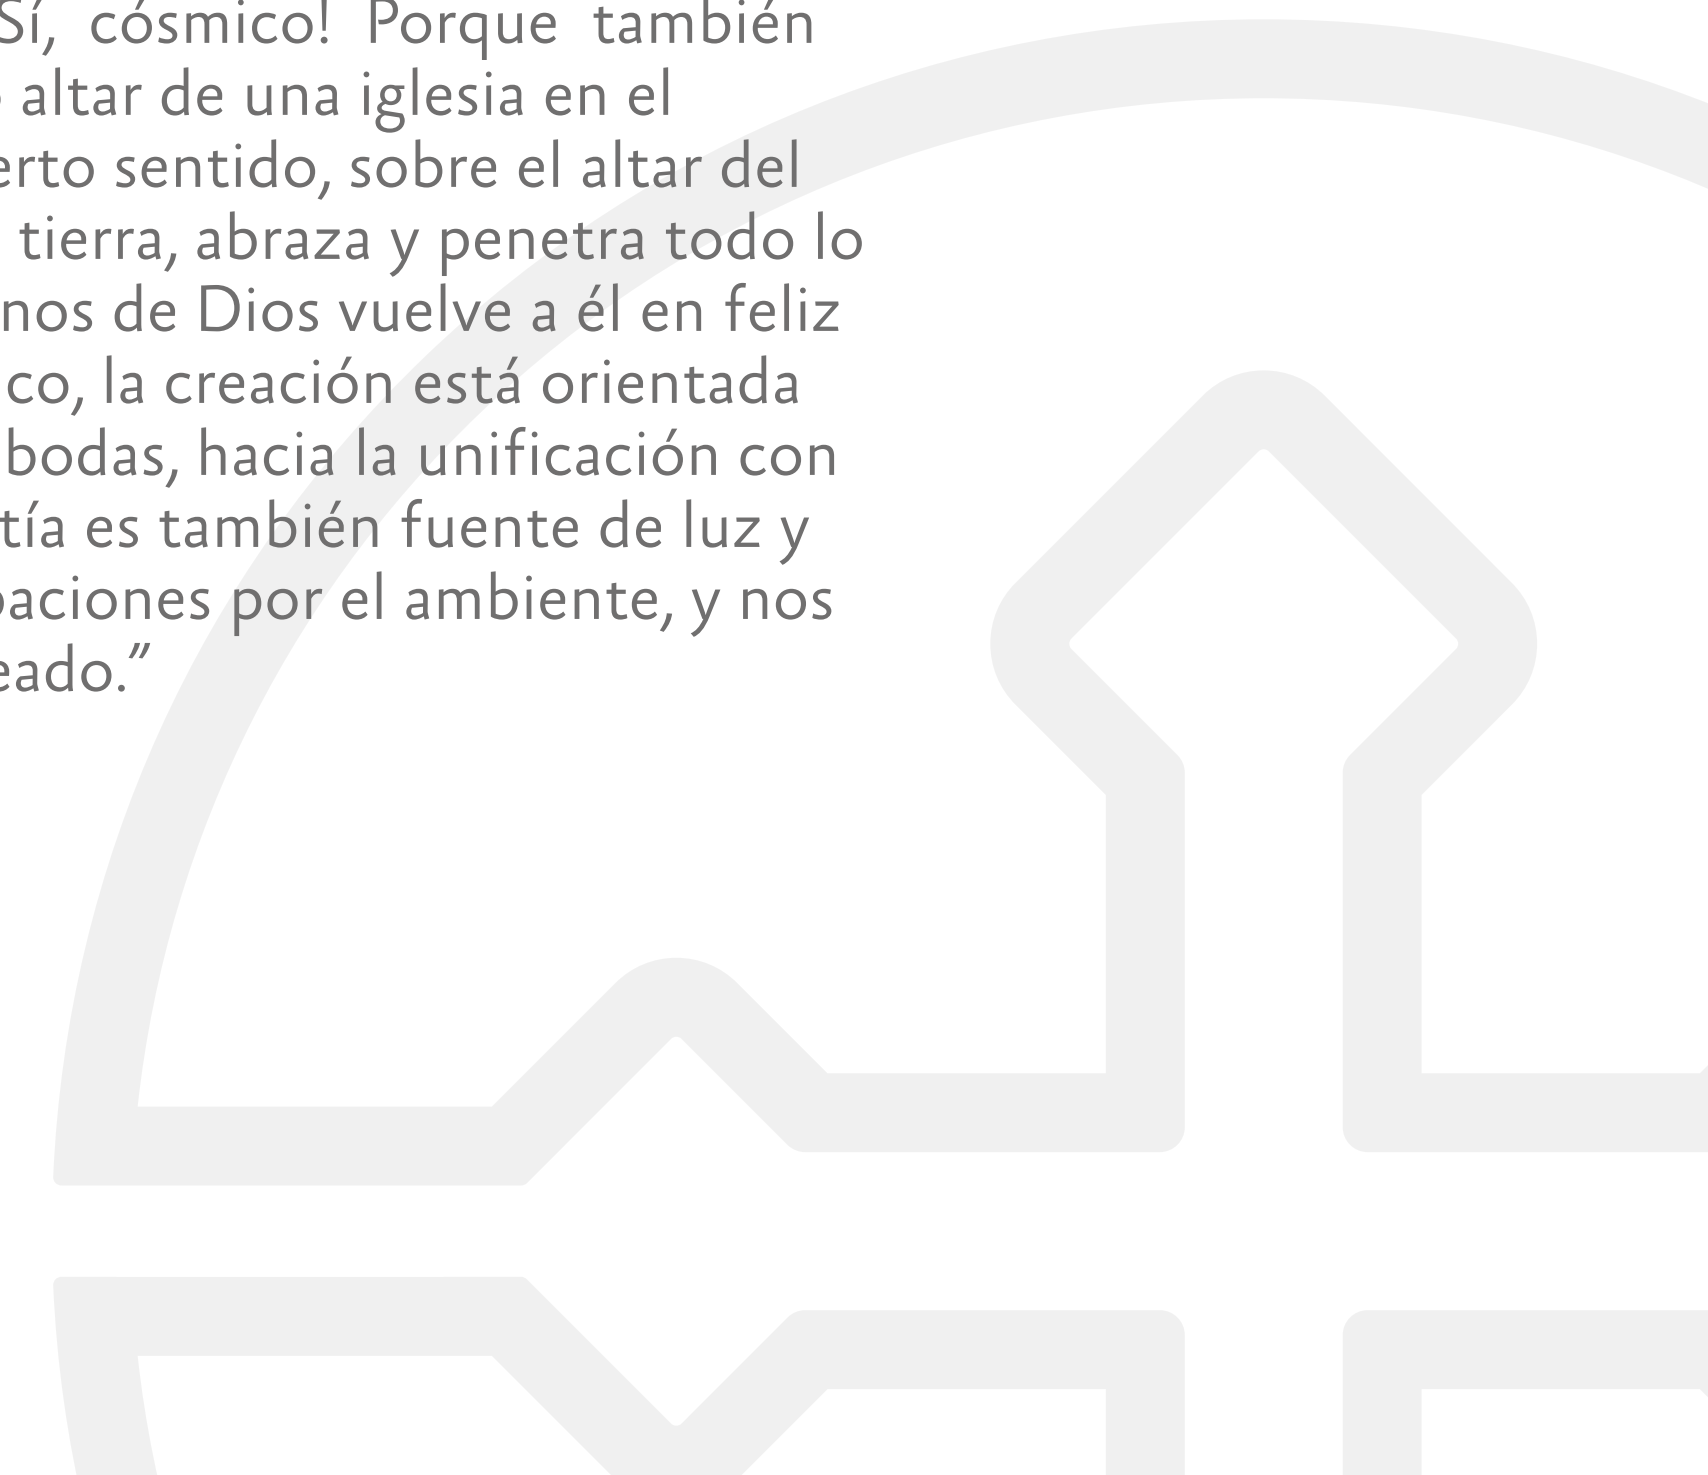 Sí, cósmico! Porque también
altar de una iglesia en el
erto sentido, sobre el altar del
tierra, abraza y penetra todo lo
nos de Dios vuelve a él en feliz
co, la creación está orientada
bodas, hacia la unificación con
tía es también fuente de luz y
paciones por el ambiente, y nos
eado.”